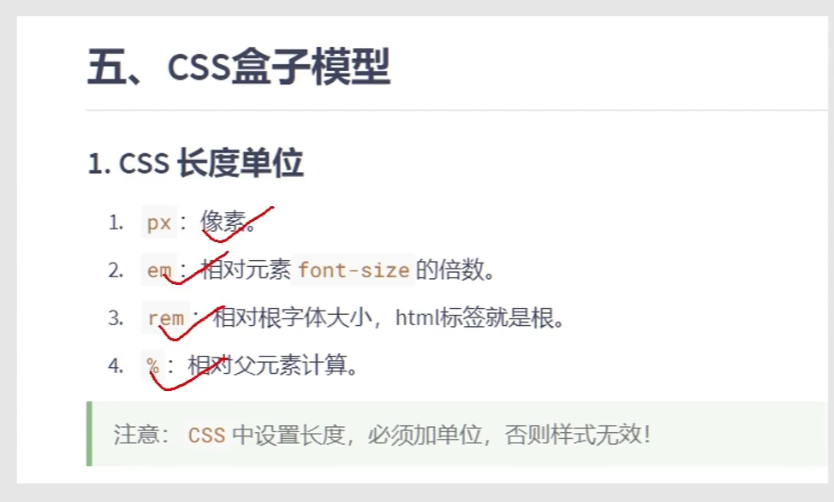 五、CSS盒子模型
1. CSS 长度单位
1. px：像素。
2. em：相对元素 font-size 的倍数。
3. rem：相对根字体大小，html标签就是根。
4. %：相对父元素计算。
注意： CSS 中设置长度，必须加单位，否则样式无效！